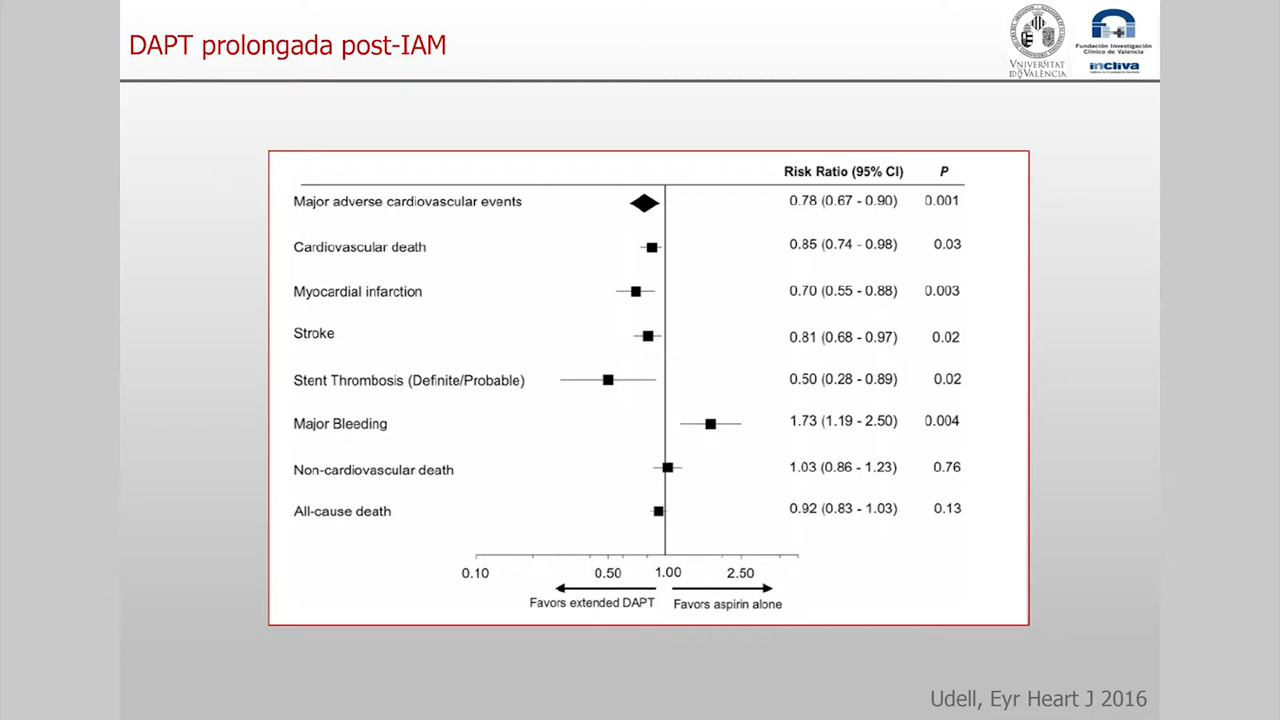 DAPT prolongada post-IAM
VNIVERSITAT
DE VALÈNCIA
Fundación Investigación
Clínico de Valencia
incliva
Risk Ratio (95% CI) P
Major adverse cardiovascular events 0.78 (0.67 - 0.90) 0.001
Cardiovascular death 0.85 (0.74 - 0.98) 0.03
Myocardial infarction 0.70 (0.55 - 0.88) 0.003
Stroke 0.81 (0.68 - 0.97) 0.02
Stent Thrombosis (Definite/Probable) 0.50 (0.28 - 0.89) 0.02
Major Bleeding 1.73 (1.19 - 2.50) 0.004
Non-cardiovascular death 1.03 (0.86 - 1.23) 0.76
All-cause death 0.92 (0.83 - 1.03) 0.13
0.10 0.50 1.00 2.50
Favors extended DAPT Favors aspirin alone
Udell, Eyr Heart J 2016